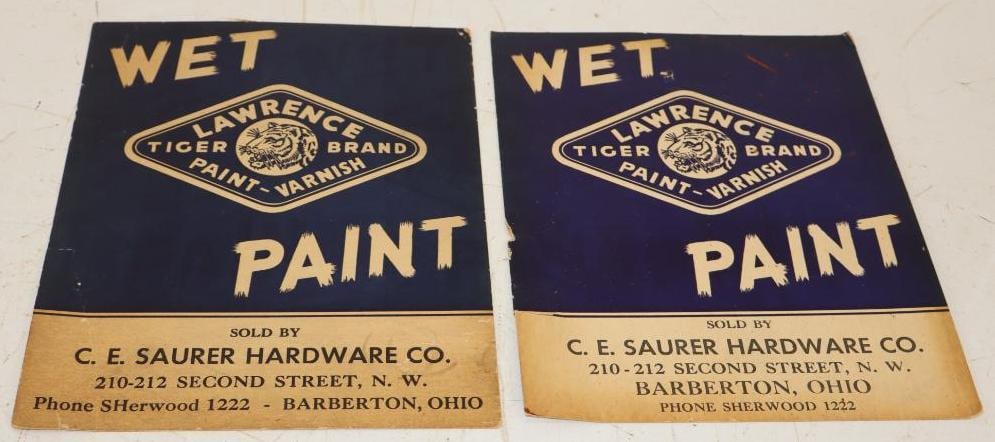 WET
LAWRENCE
TIGER BRAND
PAINT-VARNISH
PAINT
SOLD BY
C. E. SAURER HARDWARE CO.
210-212 SECOND STREET, N. W.
Phone SHerwood 1222 - BARBERTON, OHIO
WET
LAWRENCE
TIGER BRAND
PAINT-VARNISH
PAINT
SOLD BY
C. E. SAURER HARDWARE CO.
210-212 SECOND STREET, N. W.
BARBERTON, OHIO
PHONE SHERWOOD 1222